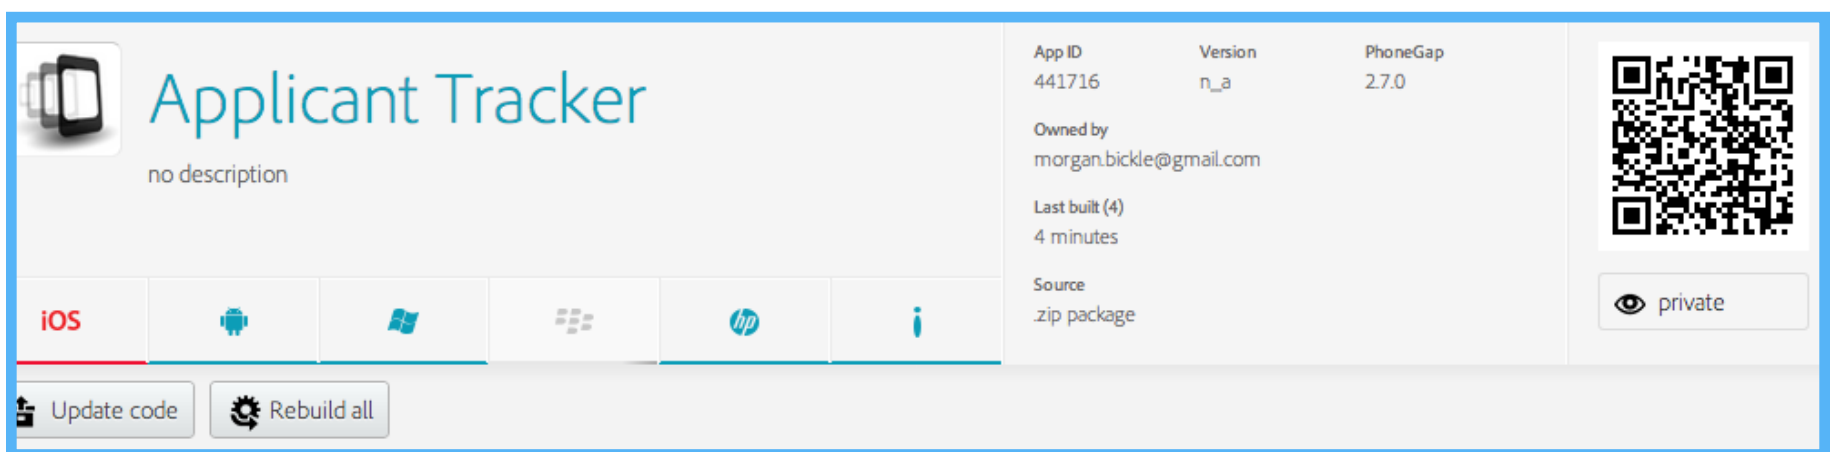 Applicant Tracker
no description
App ID Version PhoneGap
441716 n_a 2.7.0
Owned by
morgan.bickle@gmail.com
Last built (4)
4 minutes
Source
.zip package
private
iOS
hp
Update code Rebuild all